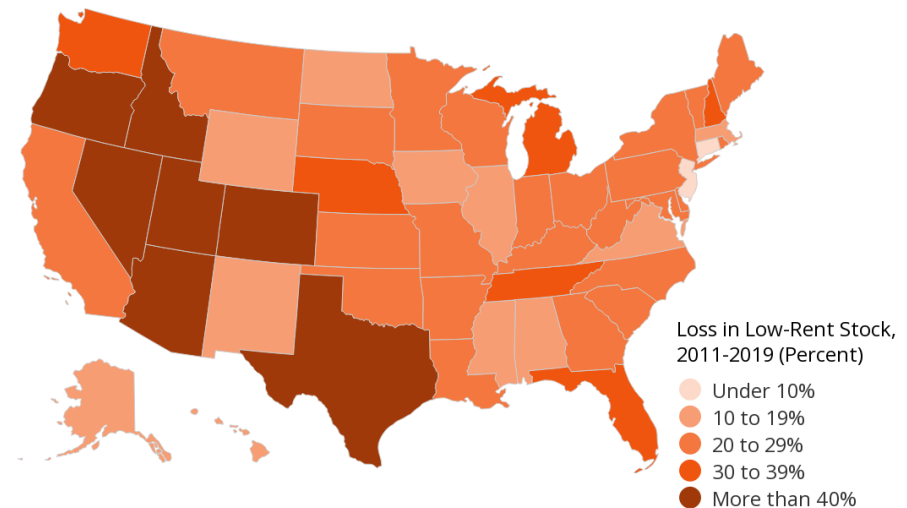 Loss in Low-Rent Stock,
2011-2019 (Percent)
Under 10%
10 to 19%
20 to 29%
30 to 39%
More than 40%